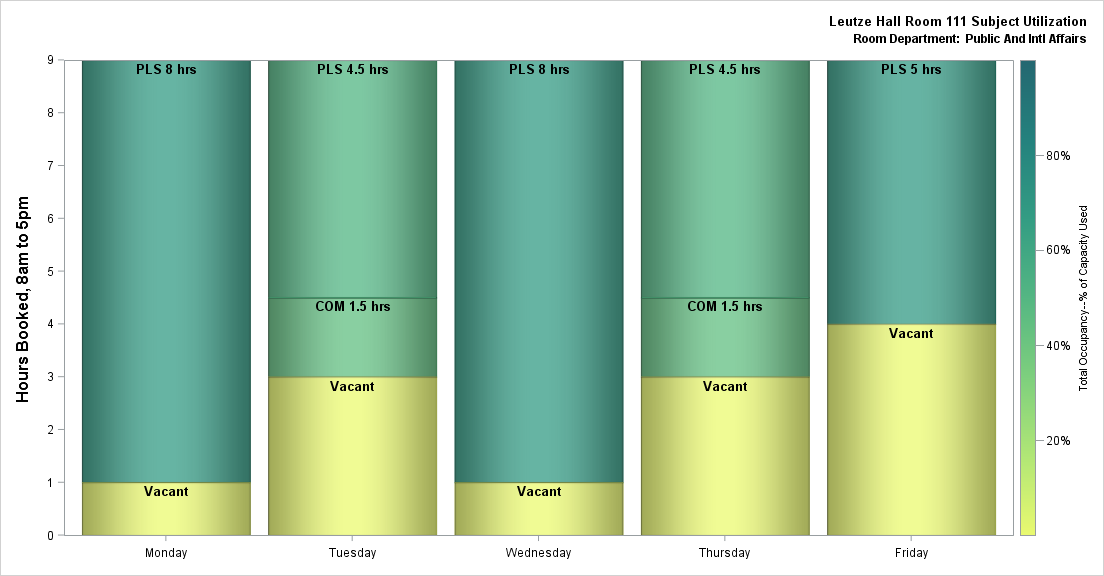 Leutze Hall Room 111 Subject Utilization
Room Department: Public And Intl Affairs
Hours Booked, 8am to 5pm
9
8
7
6
5
4
3
2
1
0
PLS 8 hrs
Vacant
PLS 4.5 hrs
COM 1.5 hrs
Vacant
PLS 8 hrs
Vacant
PLS 4.5 hrs
COM 1.5 hrs
Vacant
PLS 5 hrs
Vacant
Monday
Tuesday
Wednesday
Thursday
Friday
80%
60%
40%
20%
Total Occupancy--% of Capacity Used